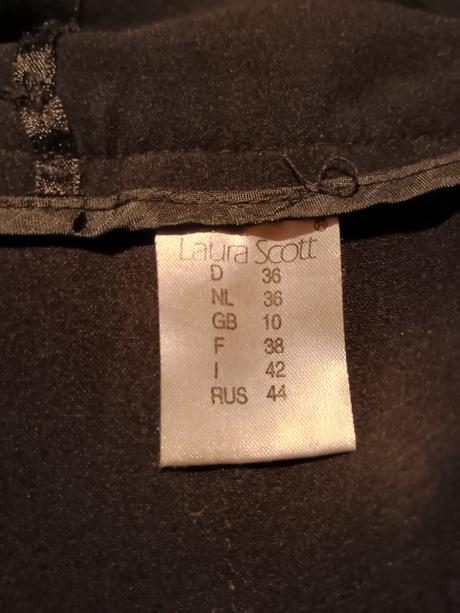 Laura Scott
D 36
NL 36
GB 10
F 38
I 42
RUS 44